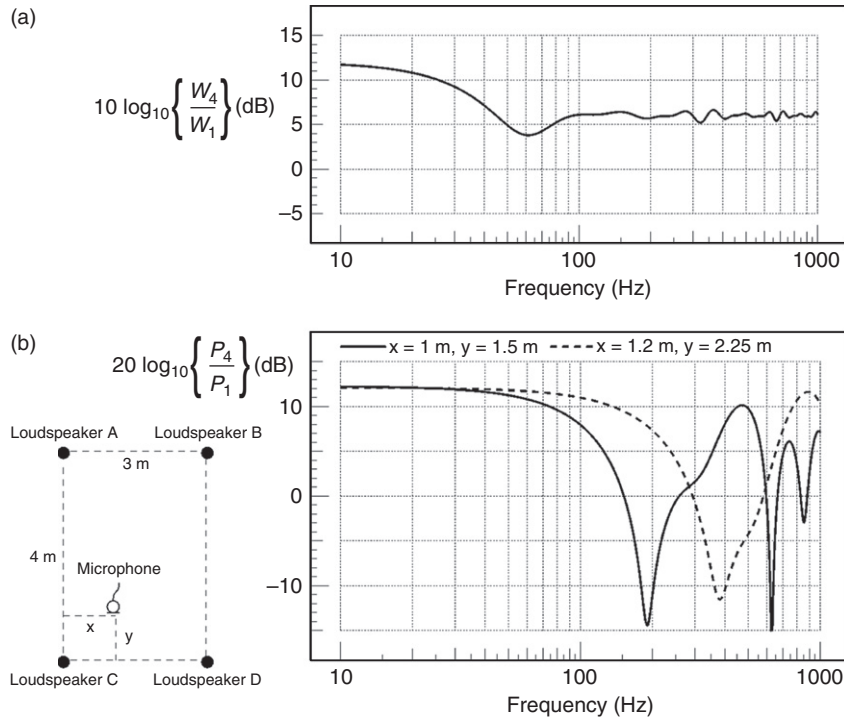 (a)
10 log10{W4/W1}(dB)
15
10
5
0
−5
10
100
1000
Frequency (Hz)
(b)
20 log10{P4/P1}(dB)
x = 1 m, y = 1.5 m
x = 1.2 m, y = 2.25 m
10
0
−10
10
100
1000
Frequency (Hz)
Loudspeaker A
Loudspeaker B
3 m
4 m
Microphone
x
y
Loudspeaker C
Loudspeaker D